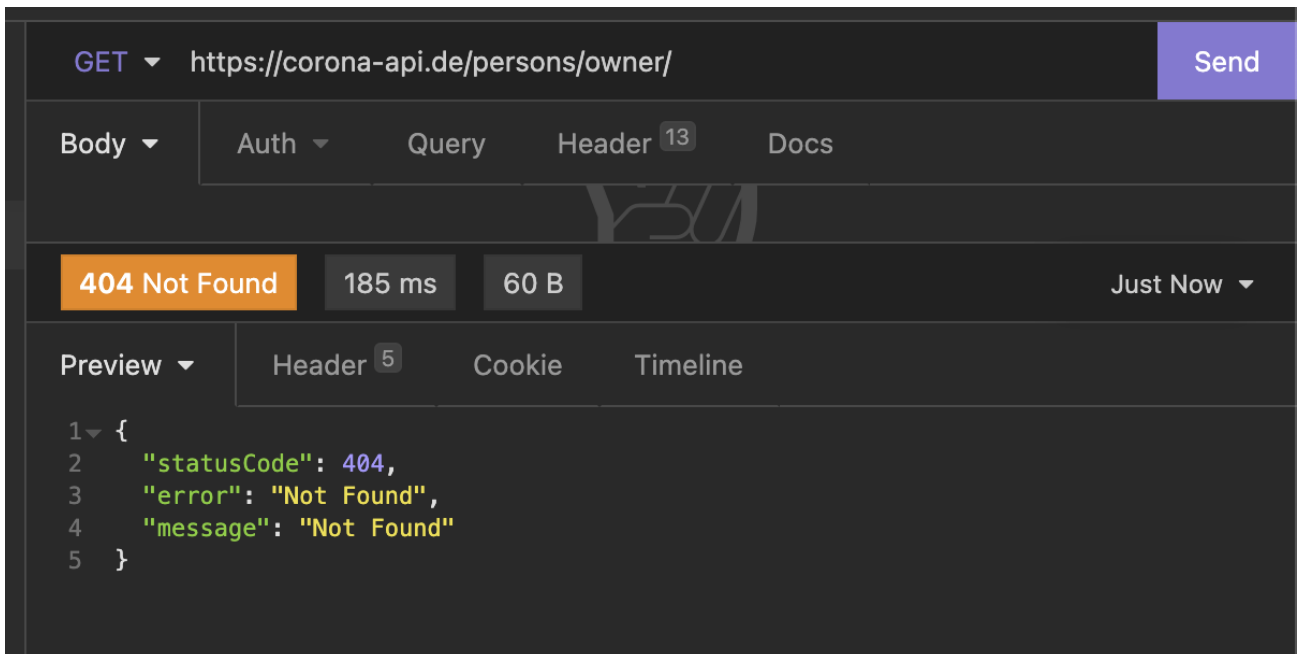 GET https://corona-api.de/persons/owner/ Send
Body Auth Query Header 13 Docs
404 Not Found 185 ms 60 B Just Now
Preview Header 5 Cookie Timeline
1 {
2 "statusCode": 404,
3 "error": "Not Found",
4 "message": "Not Found"
5 }